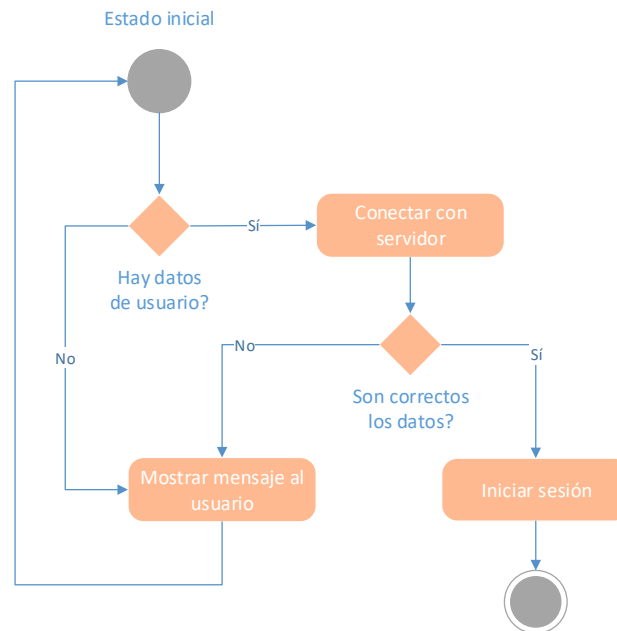 Estado inicial
Sí
Conectar con
servidor
Hay datos
de usuario?
No
No
Sí
Son correctos
los datos?
Mostrar mensaje al
usuario
Iniciar sesión